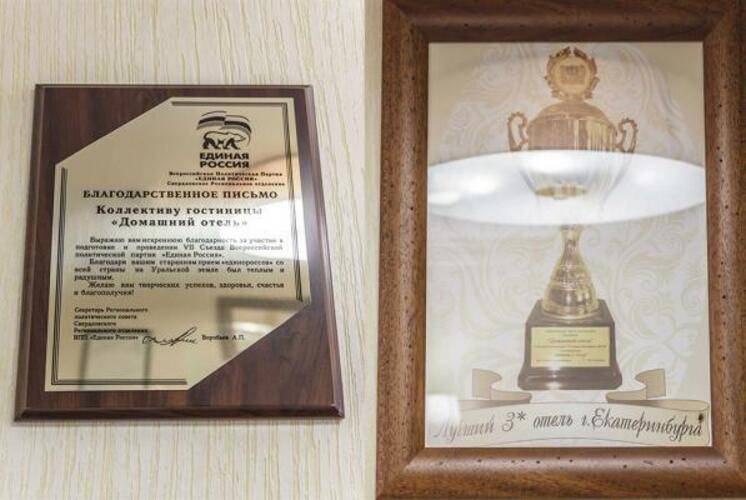 ЕДИНАЯ
РОССИЯ
Всероссийская Политическая Партия
«ЕДИНАЯ РОССИЯ»
Свердловское Региональное отделение
БЛАГОДАРСТВЕННОЕ ПИСЬМО
Коллективу гостиницы
«Домашний отель»
Выражаю вам искреннюю благодарность за участие в
подготовке и проведении VII Съезда Всероссийской
политической партии «Единая Россия».
Благодаря вашим стараниям прием «единороссов» со
всей страны на Уральской земле был теплым и
радушным.
Желаю вам творческих успехов, здоровья, счастья
и благополучия!
Секретарь Регионального
политического совета
Свердловского
Регионального отделения
ВПП «Единая Россия» Воробьев А.П.
"Домашний отель"
Лучший 3* отель г.Екатеринбурга